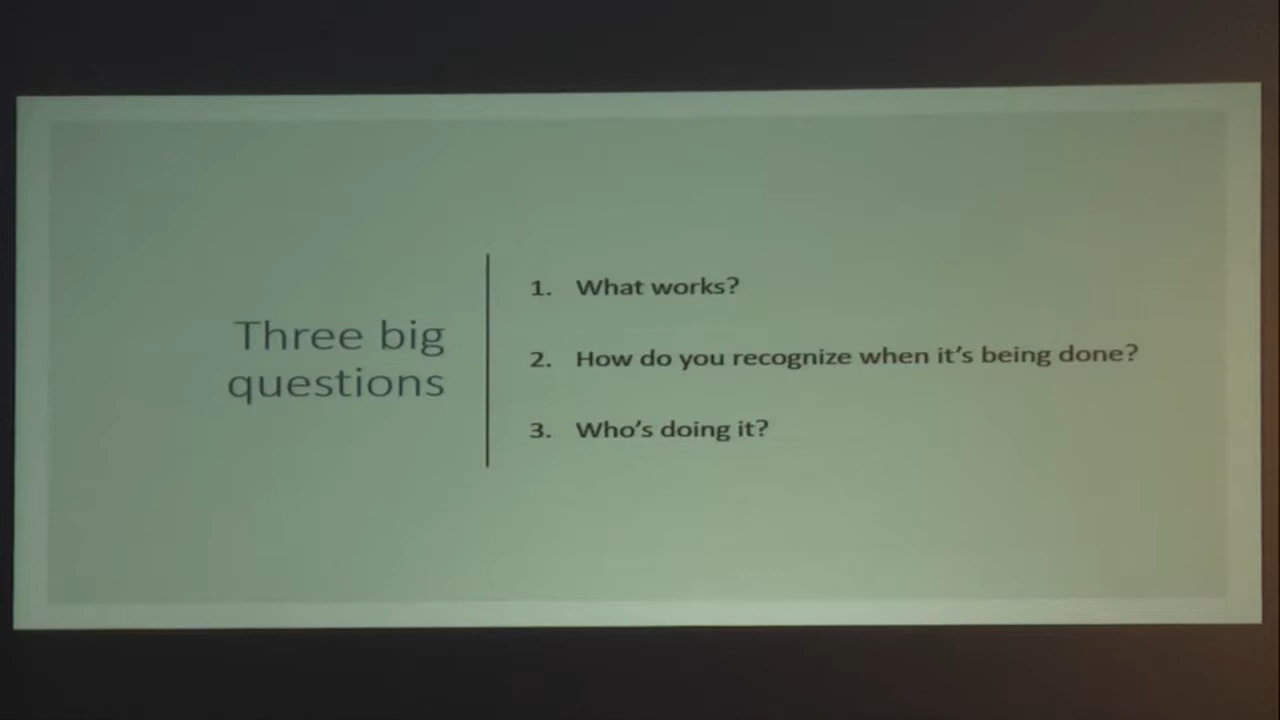 Three big
questions
1. What works?
2. How do you recognize when it's being done?
3. Who's doing it?